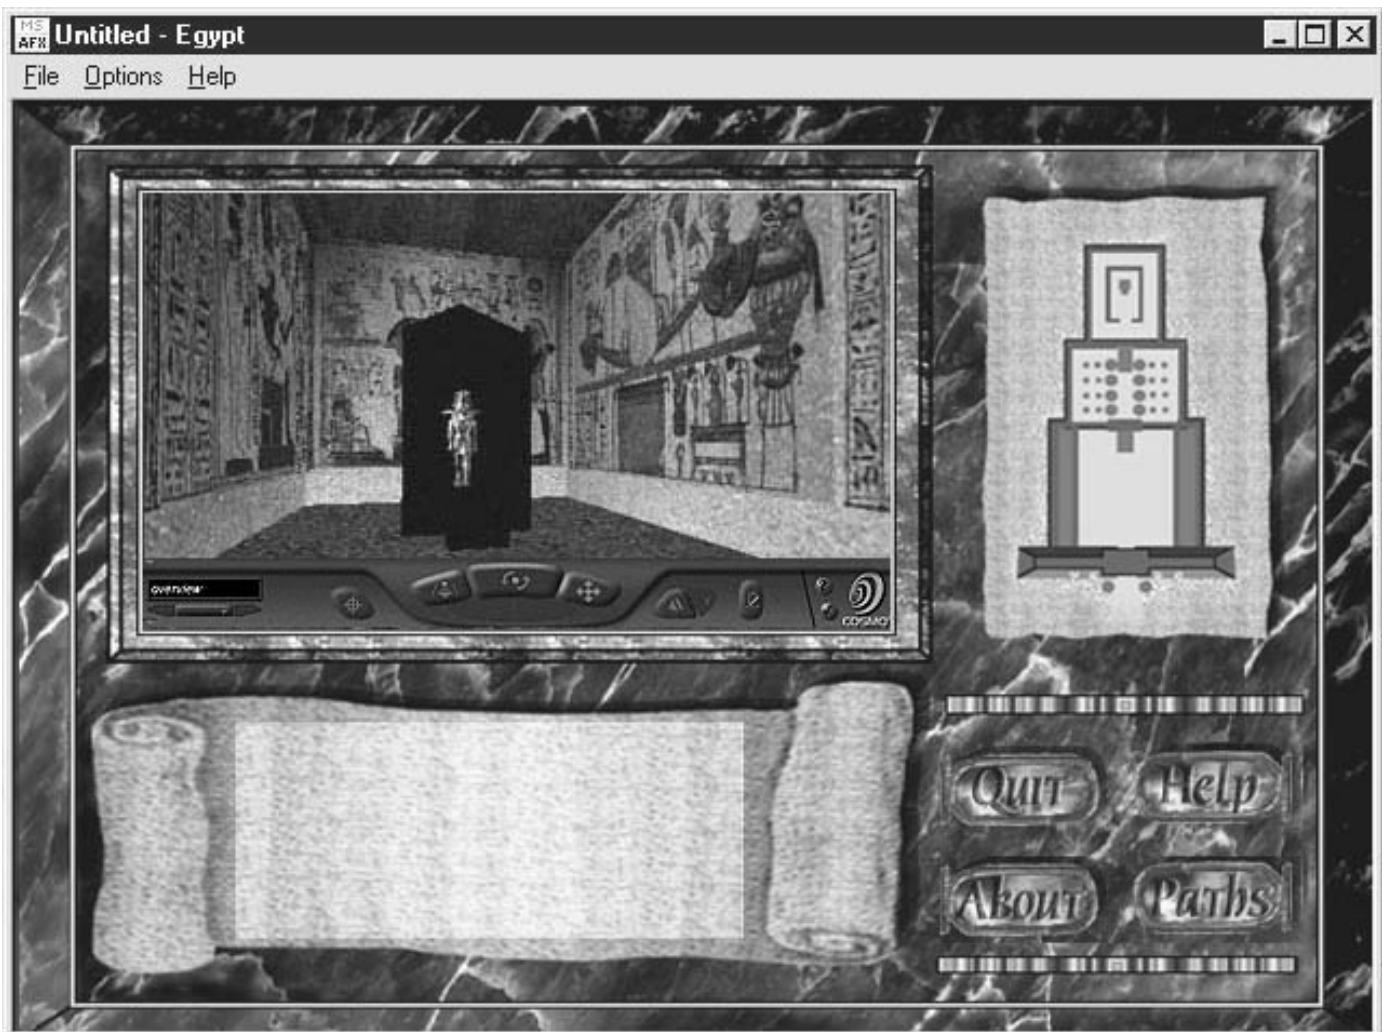 MS
AFX
Untitled - Egypt
File Options Help
overview
COSMO
Quit Help
About Paths